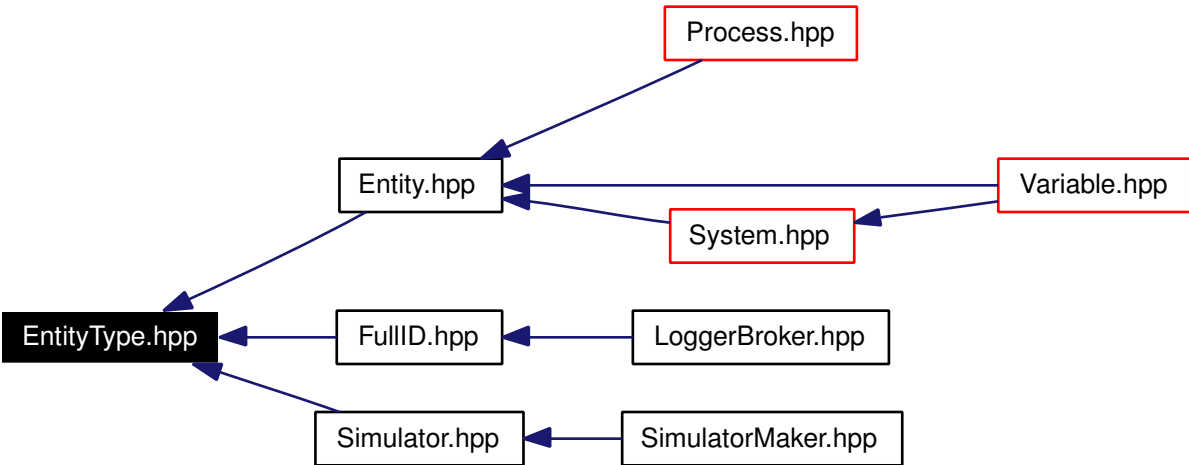 Process.hpp
Entity.hpp
Variable.hpp
System.hpp
EntityType.hpp
FullID.hpp
LoggerBroker.hpp
Simulator.hpp
SimulatorMaker.hpp